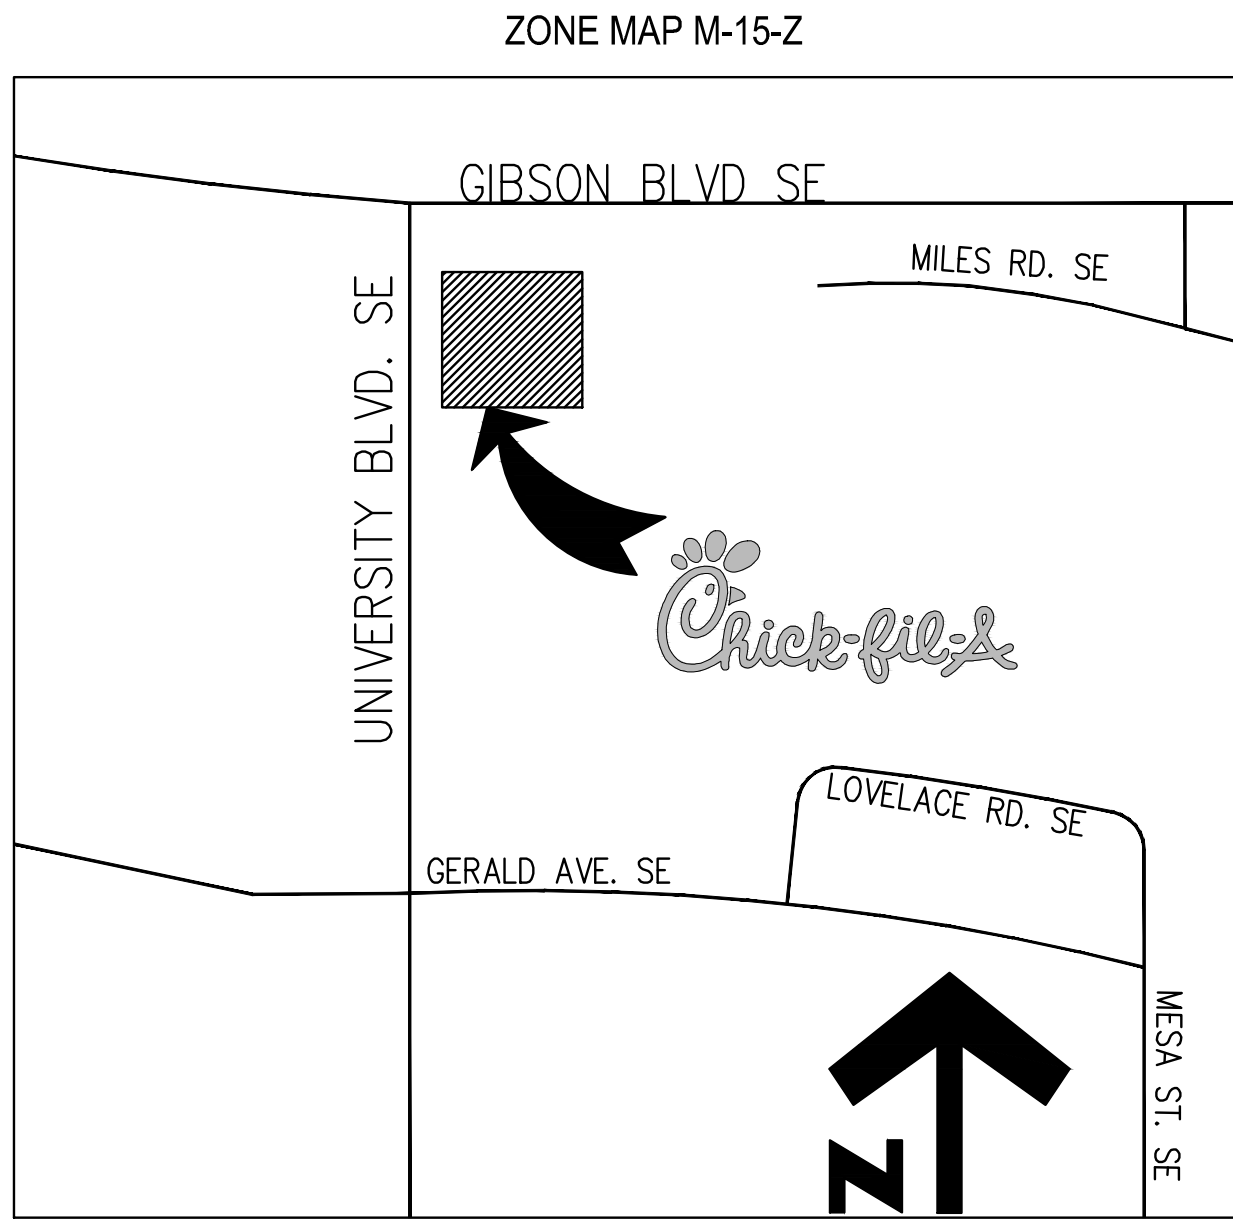 ZONE MAP M-15-Z
GIBSON BLVD SE
MILES RD. SE
UNIVERSITY BLVD. SE
Chick-fil-A
LOVELACE RD. SE
GERALD AVE. SE
MESA ST. SE
N